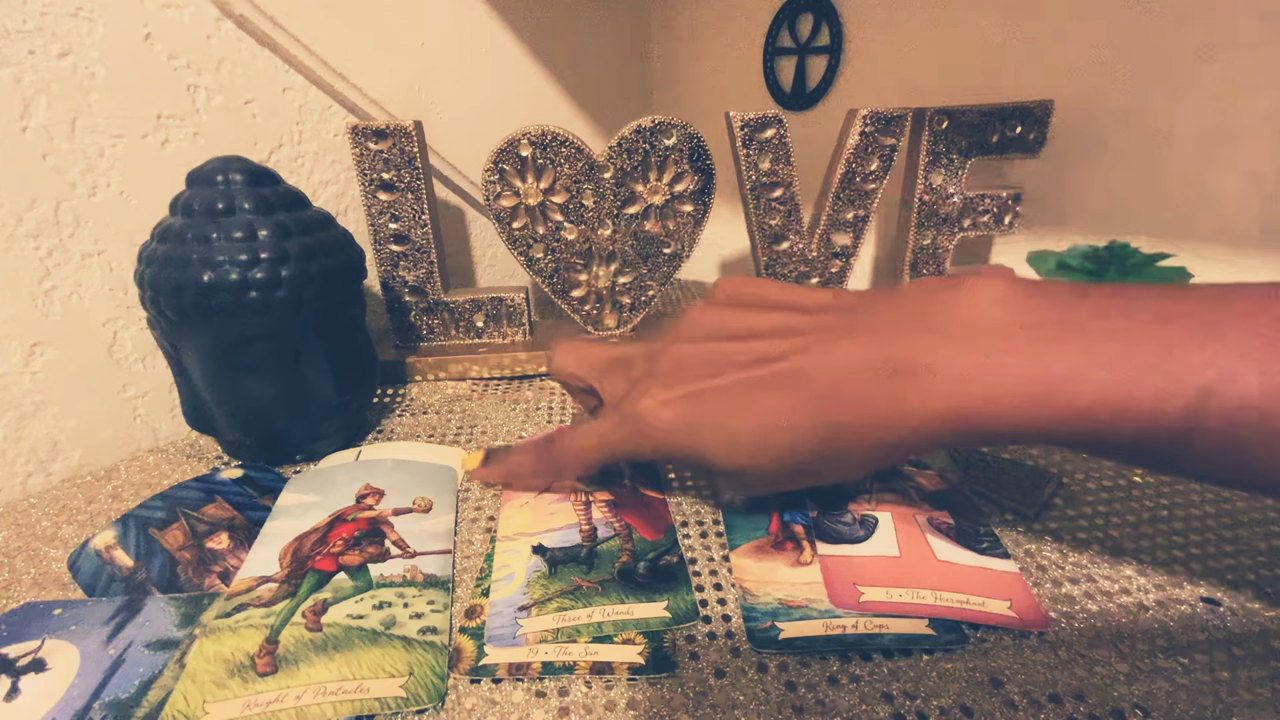 LOVE
Three of Wands
19 • The Sun
5 • The Hierophant
King of Cups
Knight of Pentacles